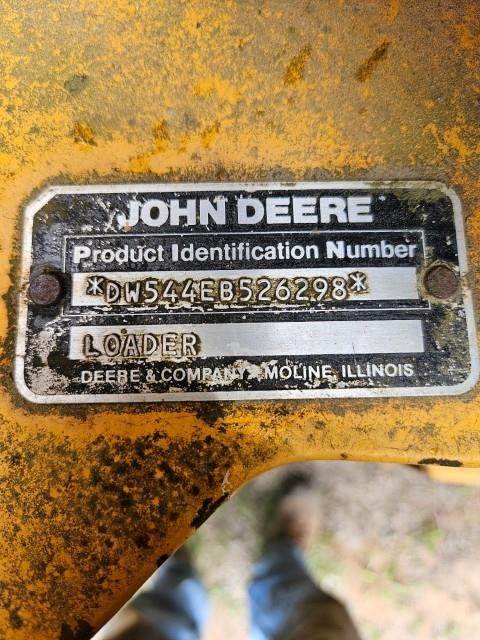 JOHN DEERE
Product Identification Number
*DW544EB526298*
LOADER
DEERE & COMPANY MOLINE, ILLINOIS